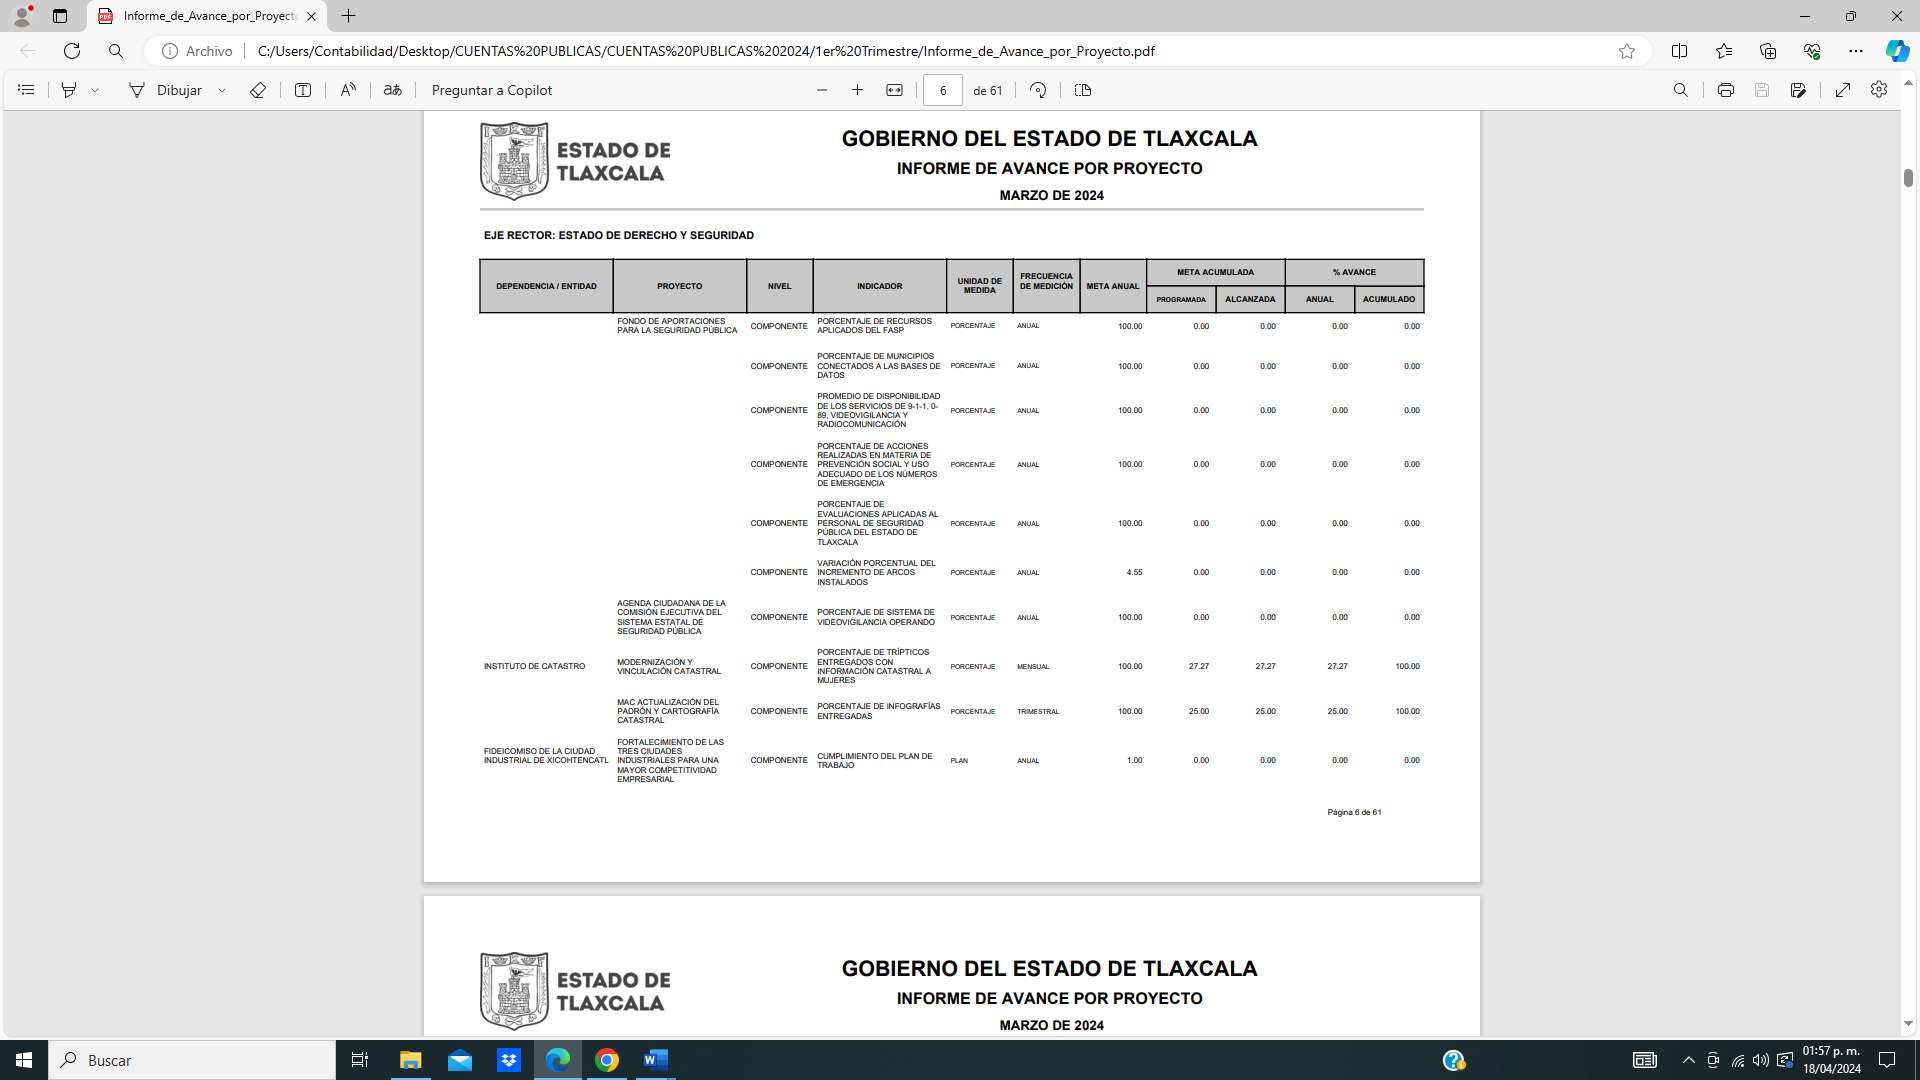 Informe_de_Avance_por_Proyecto
Archivo
C:/Users/Contabilidad/Desktop/CUENTAS%20PUBLICAS/CUENTAS%20PUBLICAS%202024/1er%20Trimestre/Informe_de_Avance_por_Proyecto.pdf
Dibujar
Preguntar a Copilot
6
de 61
ESTADO DE
TLAXCALA
GOBIERNO DEL ESTADO DE TLAXCALA
INFORME DE AVANCE POR PROYECTO
MARZO DE 2024
EJE RECTOR: ESTADO DE DERECHO Y SEGURIDAD
DEPENDENCIA / ENTIDAD
PROYECTO
NIVEL
INDICADOR
UNIDAD DE
MEDIDA
FRECUENCIA
DE MEDICIÓN
META ANUAL
META ACUMULADA
PROGRAMADA
ALCANZADA
% AVANCE
ANUAL
ACUMULADO
FONDO DE APORTACIONES
PARA LA SEGURIDAD PÚBLICA
COMPONENTE
PORCENTAJE DE RECURSOS
APLICADOS DEL FASP
PORCENTAJE
ANUAL
100.00
0.00
0.00
0.00
0.00
COMPONENTE
PORCENTAJE DE MUNICIPIOS
CONECTADOS A LAS BASES DE
DATOS
PORCENTAJE
ANUAL
100.00
0.00
0.00
0.00
0.00
COMPONENTE
PROMEDIO DE DISPONIBILIDAD
DE LOS SERVICIOS DE 9-1-1, 0-
89, VIDEOVIGILANCIA Y
RADIOCOMUNICACIÓN
PORCENTAJE
ANUAL
100.00
0.00
0.00
0.00
0.00
COMPONENTE
PORCENTAJE DE ACCIONES
REALIZADAS EN MATERIA DE
PREVENCIÓN SOCIAL Y USO
ADECUADO DE LOS NÚMEROS
DE EMERGENCIA
PORCENTAJE
ANUAL
100.00
0.00
0.00
0.00
0.00
COMPONENTE
PORCENTAJE DE
EVALUACIONES APLICADAS AL
PERSONAL DE SEGURIDAD
PÚBLICA DEL ESTADO DE
TLAXCALA
PORCENTAJE
ANUAL
100.00
0.00
0.00
0.00
0.00
COMPONENTE
VARIACIÓN PORCENTUAL DEL
INCREMENTO DE ARCOS
INSTALADOS
PORCENTAJE
ANUAL
4.55
0.00
0.00
0.00
0.00
AGENDA CIUDADANA DE LA
COMISIÓN EJECUTIVA DEL
SISTEMA ESTATAL DE
SEGURIDAD PÚBLICA
COMPONENTE
PORCENTAJE DE SISTEMA DE
VIDEOVIGILANCIA OPERANDO
PORCENTAJE
ANUAL
100.00
0.00
0.00
0.00
0.00
INSTITUTO DE CATASTRO
MODERNIZACIÓN Y
VINCULACIÓN CATASTRAL
COMPONENTE
PORCENTAJE DE TRÍPTICOS
ENTREGADOS CON
INFORMACIÓN CATASTRAL A
MUJERES
PORCENTAJE
MENSUAL
100.00
27.27
27.27
27.27
100.00
MAC ACTUALIZACIÓN DEL
PADRÓN Y CARTOGRAFÍA
CATASTRAL
COMPONENTE
PORCENTAJE DE INFOGRAFÍAS
ENTREGADAS
PORCENTAJE
TRIMESTRAL
100.00
25.00
25.00
25.00
100.00
FIDEICOMISO DE LA CIUDAD
INDUSTRIAL DE XICOHTENCATL
FORTALECIMIENTO DE LAS
TRES CIUDADES
INDUSTRIALES PARA UNA
MAYOR COMPETITIVIDAD
EMPRESARIAL
COMPONENTE
CUMPLIMIENTO DEL PLAN DE
TRABAJO
PLAN
ANUAL
1.00
0.00
0.00
0.00
0.00
Página 6 de 61
ESTADO DE
TLAXCALA
GOBIERNO DEL ESTADO DE TLAXCALA
INFORME DE AVANCE POR PROYECTO
MARZO DE 2024
Buscar
01:57 p. m.
18/04/2024